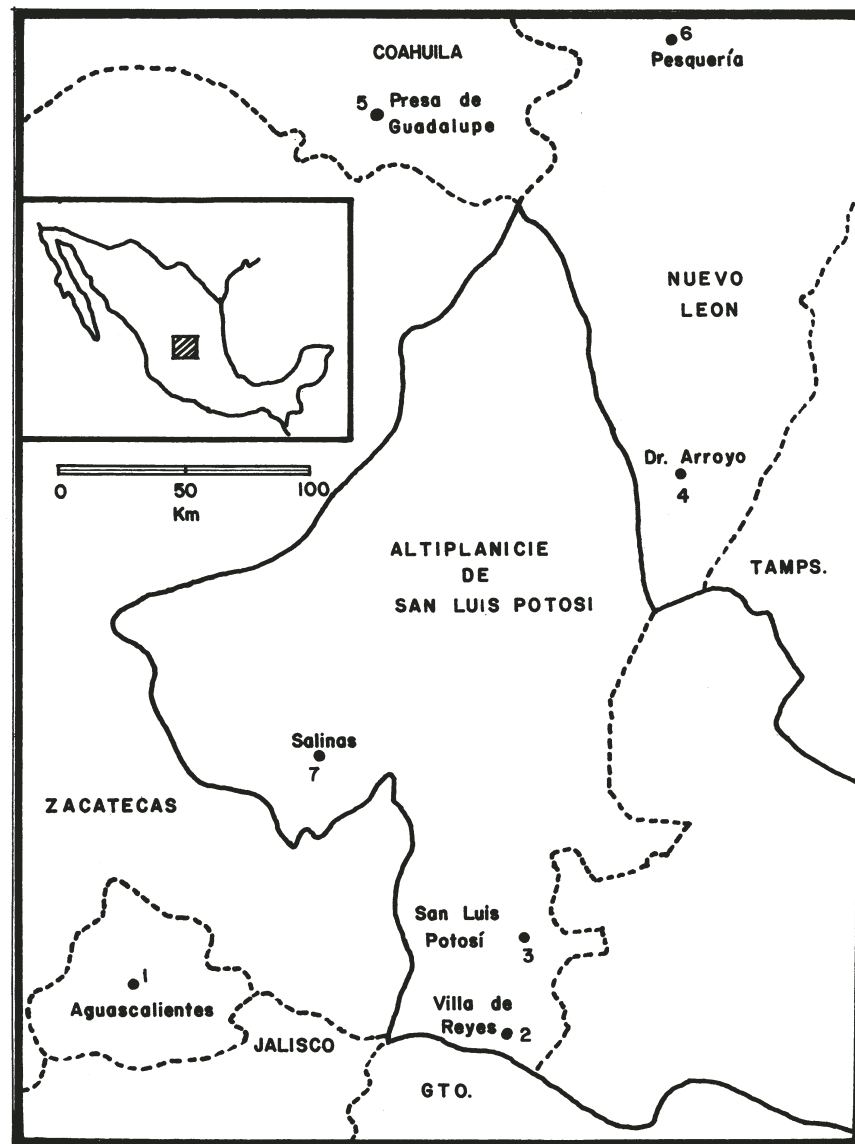 COAHUILA
6
Pesquería
5 Presa de
Guadalupe
NUEVO
LEON
0 50 100
Km
Dr. Arroyo
4
ALTIPLANICIE
DE
SAN LUIS POTOSI
TAMPS.
Salinas
7
ZACATECAS
San Luis
Potosí
3
1
Aguascalientes
Villa de
Reyes
2
JALISCO
GTO.